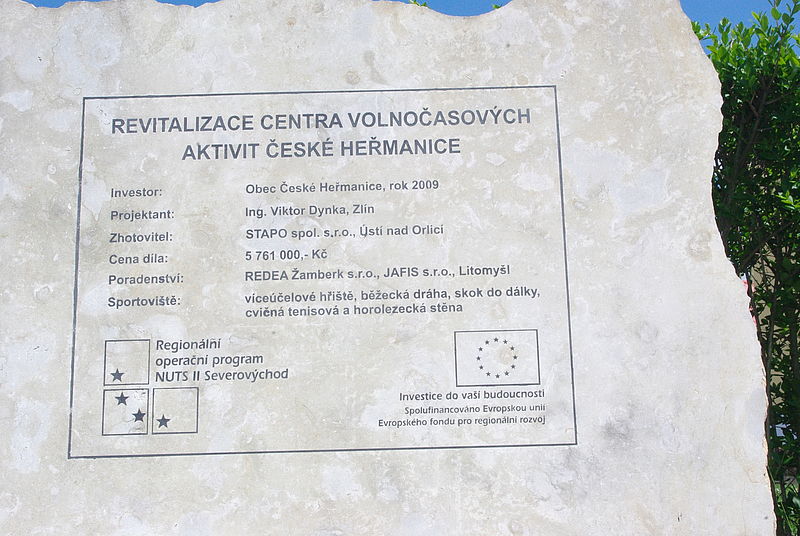 REVITALIZACE CENTRA VOLNOČASOVÝCH
AKTIVIT ČESKÉ HEŘMANICE
Investor: Obec České Heřmanice, rok 2009
Projektant: Ing. Viktor Dynka, Zlín
Zhotovitel: STAPO spol. s.r.o., Ústí nad Orlicí
Cena díla: 5 761 000,- Kč
Poradenství: REDEA Žamberk s.r.o., JAFIS s.r.o., Litomyšl
Sportoviště: víceúčelové hřiště, běžecká dráha, skok do dálky,
cvičná tenisová a horolezecká stěna
Regionální
operační program
NUTS II Severovýchod
Investice do vaší budoucnosti
Spolufinancováno Evropskou unií
Evropského fondu pro regionální rozvoj